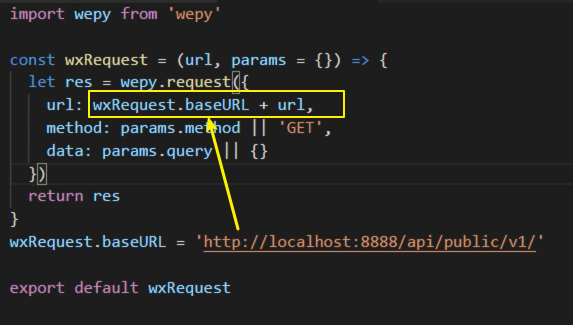 import wepy from 'wepy'
const wxRequest = (url, params = {}) => {
let res = wepy.request({
url: wxRequest.baseURL + url,
method: params.method || 'GET',
data: params.query || {}
})
return res
}
wxRequest.baseURL = 'http://localhost:8888/api/public/v1/'
export default wxRequest